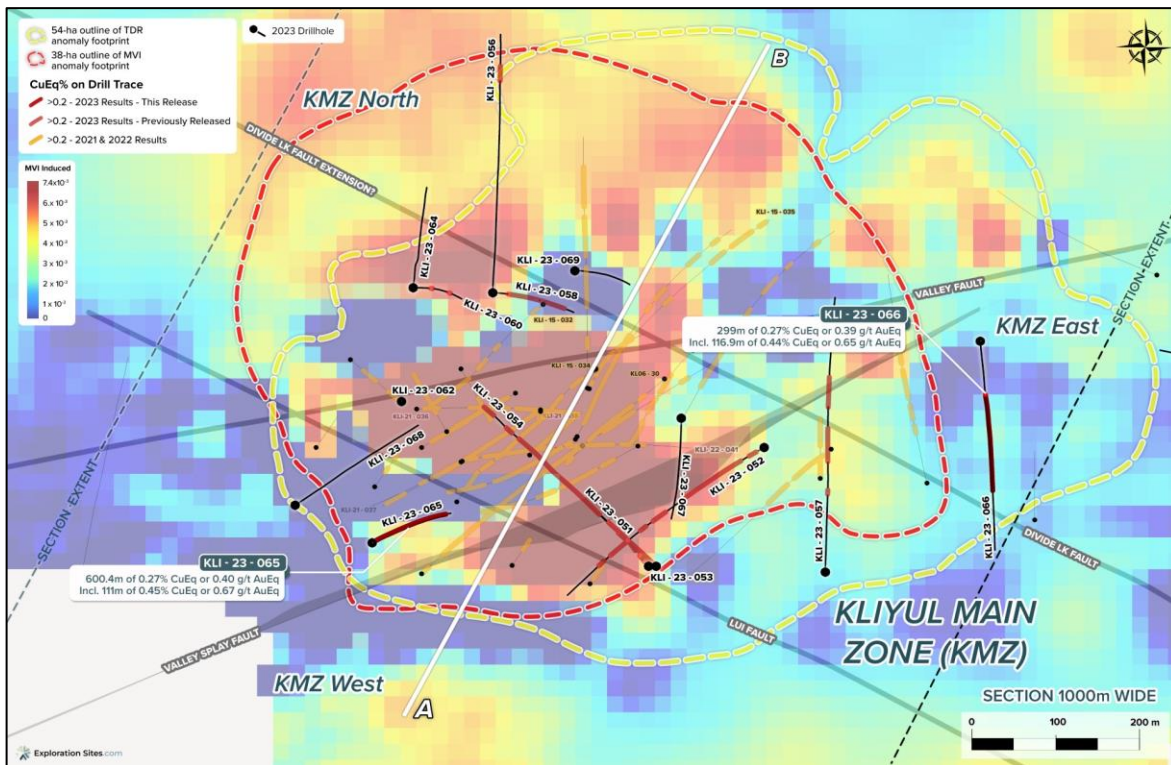 54-ha outline of TDR
anomaly footprint
38-ha outline of MVI
anomaly footprint
CuEq% on Drill Trace
>0.2 - 2023 Results - This Release
>0.2 - 2023 Results - Previously Released
>0.2 - 2021 & 2022 Results
2023 Drillhole
MVI Induced
7.4x10⁻³
6 x 10⁻³
5 x 10⁻³
4 x 10⁻³
3 x 10⁻³
2 x 10⁻³
1 x 10⁻³
0
KMZ North
KLI - 23 - 056
B
DIVIDE LK FAULT EXTENSION?
KLI - 23 - 064
KLI - 15 - 035
KLI - 23 - 069
KLI - 23 - 058
KLI - 23 - 060
KLI - 15 - 032
VALLEY FAULT
SECTION EXTENT
KLI - 23 - 066
299m of 0.27% CuEq or 0.39 g/t AuEq
Incl. 116.9m of 0.44% CuEq or 0.65 g/t AuEq
KMZ East
KLI - 15 - 034
KL06 - 30
KLI - 23 - 062
KLI-21 - 036
KLI - 23 - 054
KLI - 23 - 068
KLI - 22 - 041
KLI - 23 - 052
KLI - 23 - 067
SECTION EXTENT
KLI-21 - 037
KLI - 23 - 065
KLI - 23 - 051
KLI - 23 - 057
KLI - 23 - 066
DIVIDE LK FAULT
KLI - 23 - 065
600.4m of 0.27% CuEq or 0.40 g/t AuEq
Incl. 111m of 0.45% CuEq or 0.67 g/t AuEq
KLI - 23 - 053
KLIYUL MAIN
ZONE (KMZ)
LUI FAULT
VALLEY SPLAY FAULT
KMZ West
A
SECTION 1000m WIDE
0 100 200 m
Exploration Sites.com